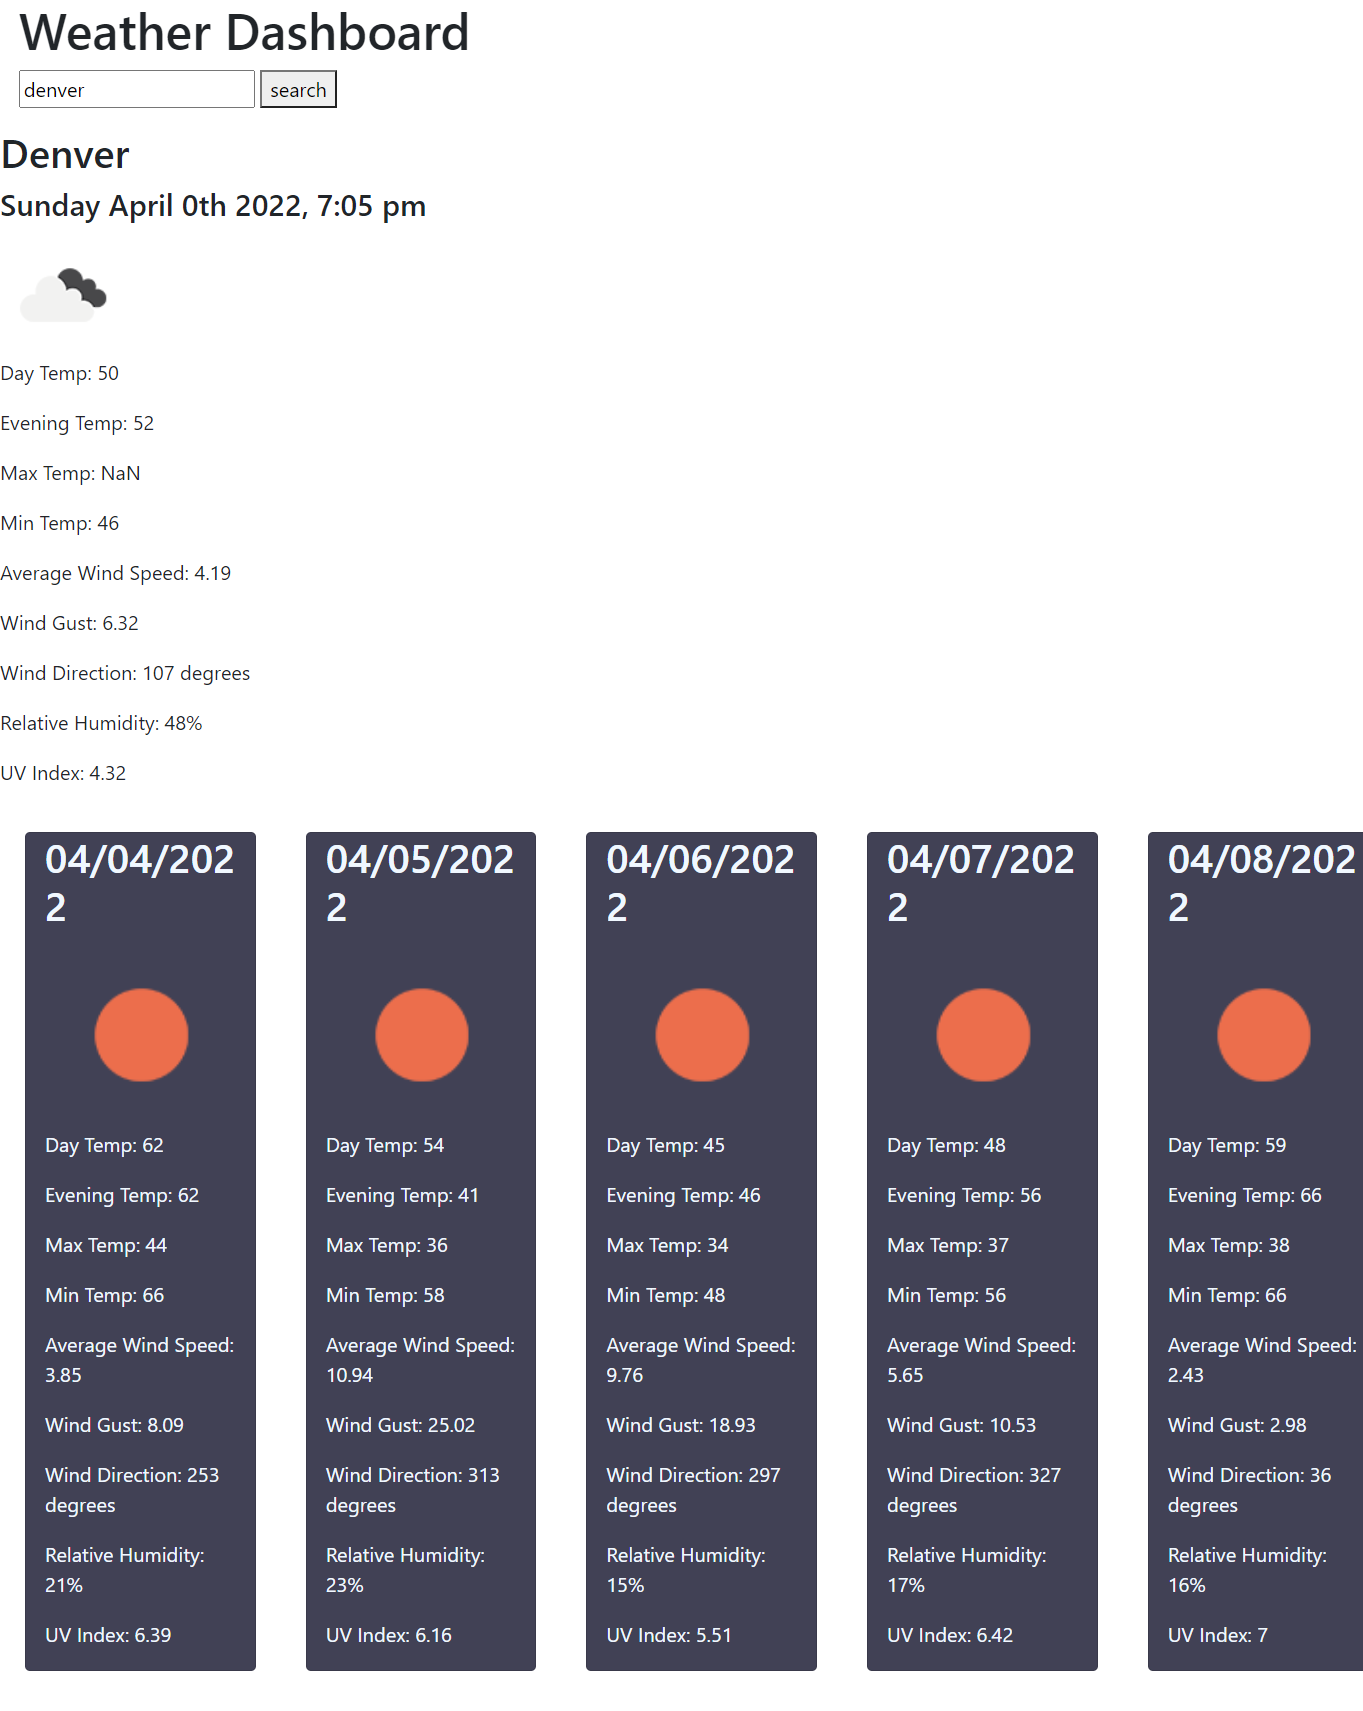 Weather Dashboard
denver search
Denver
Sunday April 0th 2022, 7:05 pm
Day Temp: 50
Evening Temp: 52
Max Temp: NaN
Min Temp: 46
Average Wind Speed: 4.19
Wind Gust: 6.32
Wind Direction: 107 degrees
Relative Humidity: 48%
UV Index: 4.32
04/04/202
2
Day Temp: 62
Evening Temp: 62
Max Temp: 44
Min Temp: 66
Average Wind Speed:
3.85
Wind Gust: 8.09
Wind Direction: 253
degrees
Relative Humidity:
21%
UV Index: 6.39
04/05/202
2
Day Temp: 54
Evening Temp: 41
Max Temp: 36
Min Temp: 58
Average Wind Speed:
10.94
Wind Gust: 25.02
Wind Direction: 313
degrees
Relative Humidity:
23%
UV Index: 6.16
04/06/202
2
Day Temp: 45
Evening Temp: 46
Max Temp: 34
Min Temp: 48
Average Wind Speed:
9.76
Wind Gust: 18.93
Wind Direction: 297
degrees
Relative Humidity:
15%
UV Index: 5.51
04/07/202
2
Day Temp: 48
Evening Temp: 56
Max Temp: 37
Min Temp: 56
Average Wind Speed:
5.65
Wind Gust: 10.53
Wind Direction: 327
degrees
Relative Humidity:
17%
UV Index: 6.42
04/08/202
2
Day Temp: 59
Evening Temp: 66
Max Temp: 38
Min Temp: 66
Average Wind Speed:
2.43
Wind Gust: 2.98
Wind Direction: 36
degrees
Relative Humidity:
16%
UV Index: 7